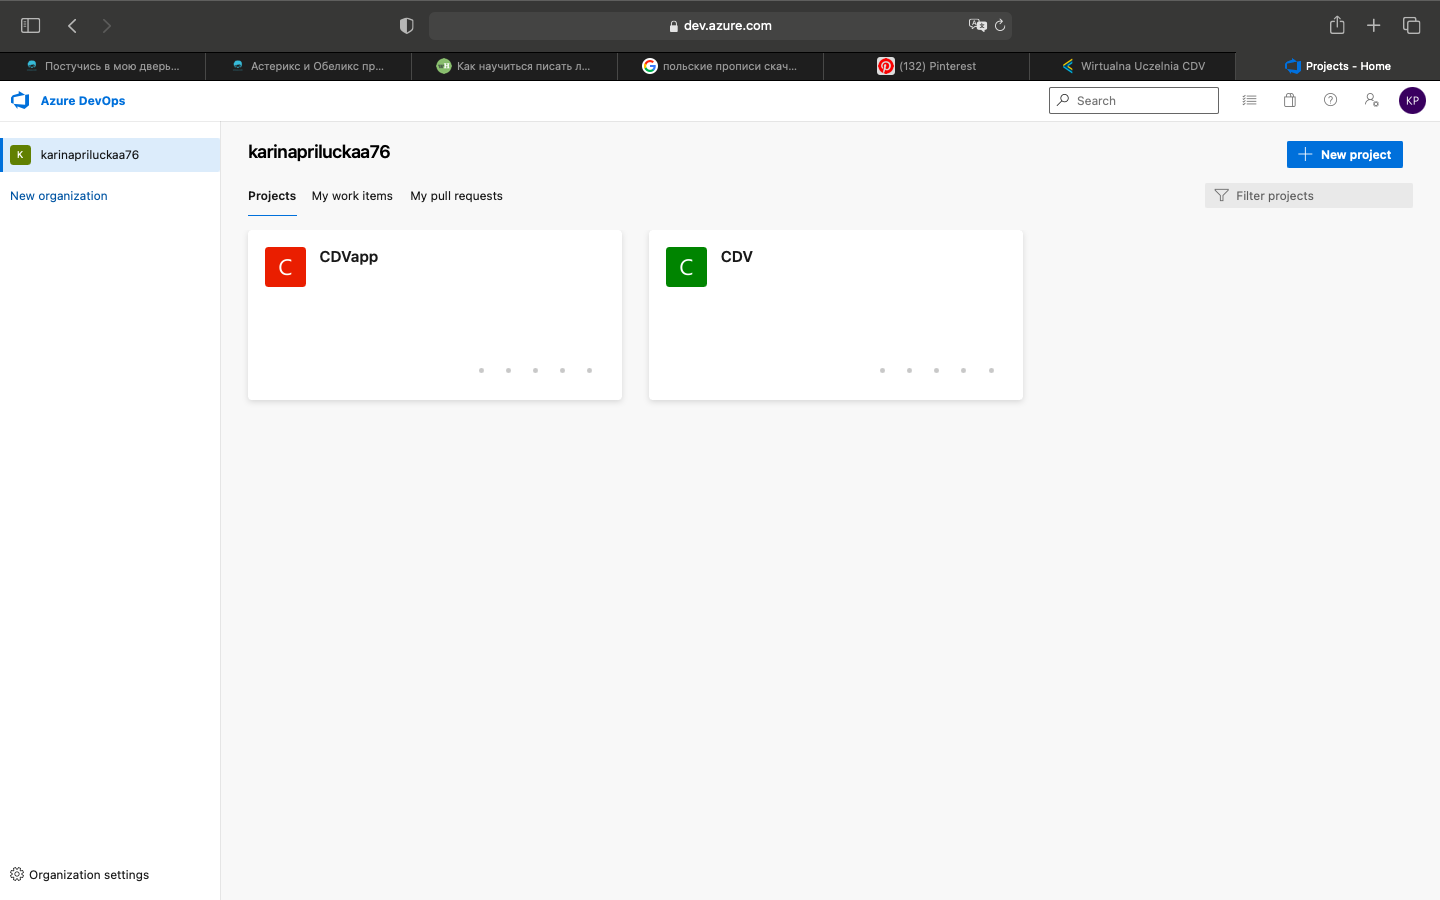 dev.azure.com
Постучись в мою дверь...
Астерикс и Обеликс пр...
Как научиться писать л...
польские прописи скач...
(132) Pinterest
Wirtualna Uczelnia CDV
Projects - Home
Azure DevOps
Search
KP
K
karinapriluckaa76
New organization
karinapriluckaa76
New project
Projects
My work items
My pull requests
Filter projects
C
CDVapp
C
CDV
Organization settings